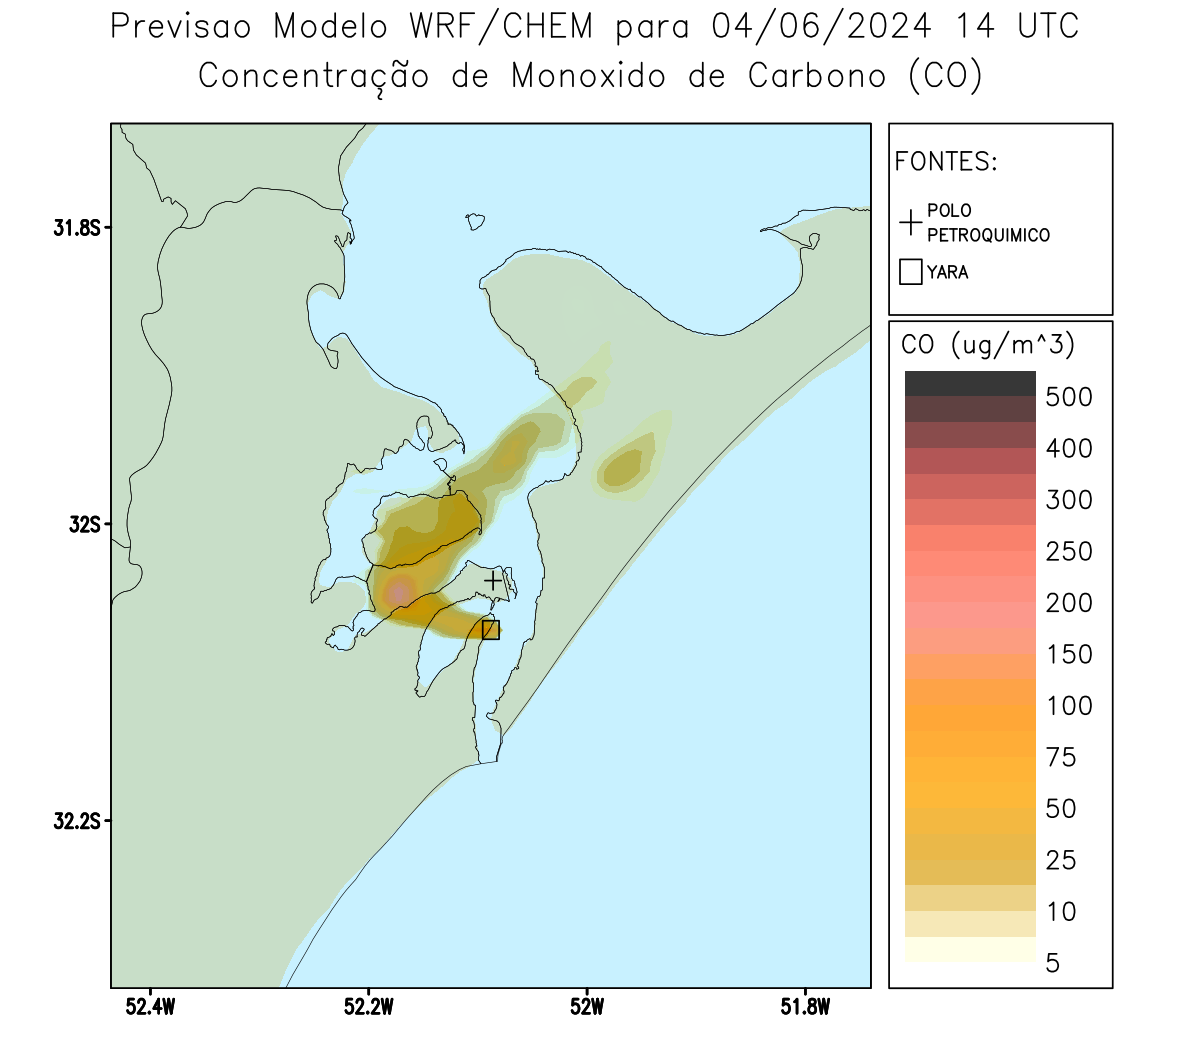 Previsao Modelo WRF/CHEM para 04/06/2024 14 UTC
Concentração de Monoxido de Carbono (CO)
FONTES:
POLO
PETROQUIMICO
YARA
CO (ug/m^3)
500
400
300
250
200
150
100
75
50
25
10
5
31.8S
32S
32.2S
52.4W
52.2W
52W
51.8W